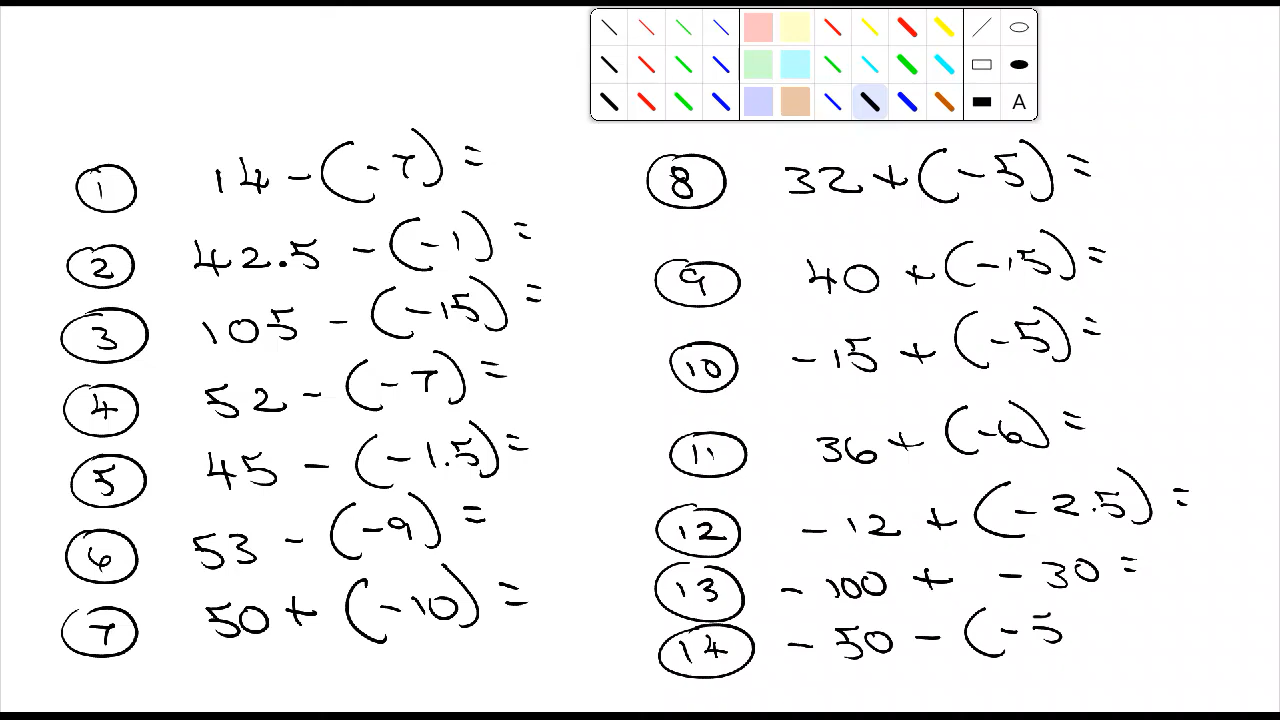 A
① 14 - (-7) =
② 42.5 - (-1) =
③ 105 - (-15) =
④ 52 - (-7) =
⑤ 45 - (-1.5) =
⑥ 53 - (-9) =
⑦ 50 + (-10) =
⑧ 32 + (-5) =
⑨ 40 + (-15) =
⑩ -15 + (-5) =
⑪ 36 + (-6) =
⑫ -12 + (-2.5) =
⑬ -100 + -30 =
⑭ -50 - (-5